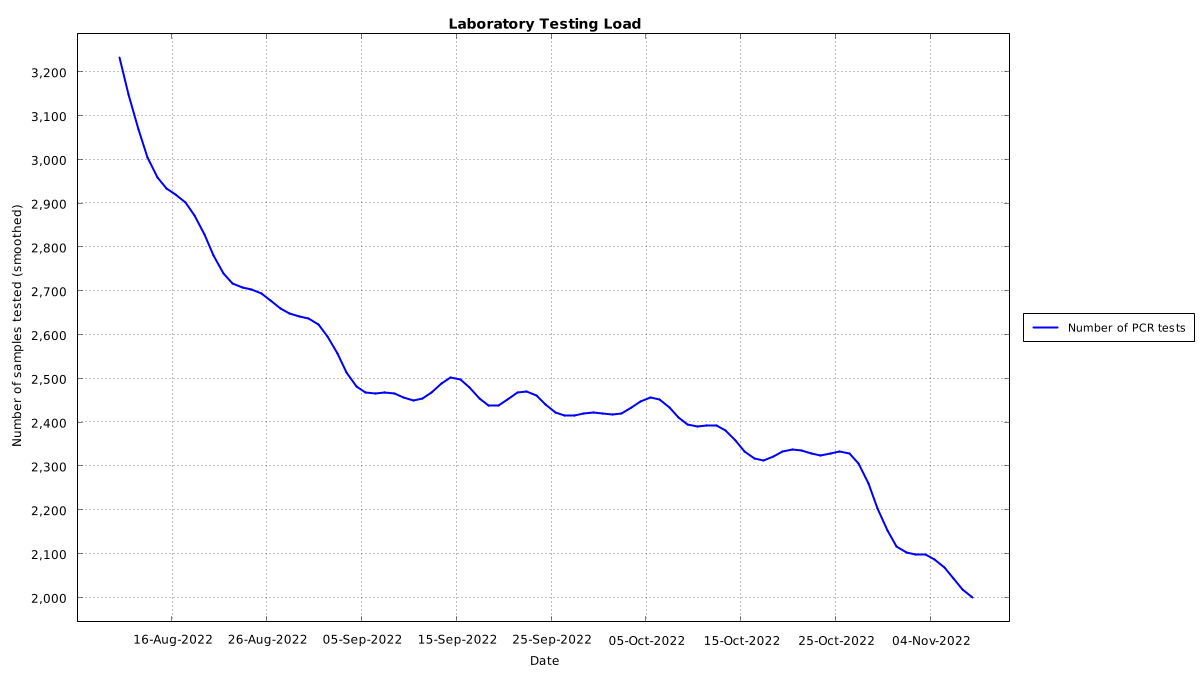 Laboratory Testing Load
Number of samples tested (smoothed)
3,200
3,100
3,000
2,900
2,800
2,700
2,600
2,500
2,400
2,300
2,200
2,100
2,000
16-Aug-2022 26-Aug-2022 05-Sep-2022 15-Sep-2022 25-Sep-2022 05-Oct-2022 15-Oct-2022 25-Oct-2022 04-Nov-2022
Date
Number of PCR tests